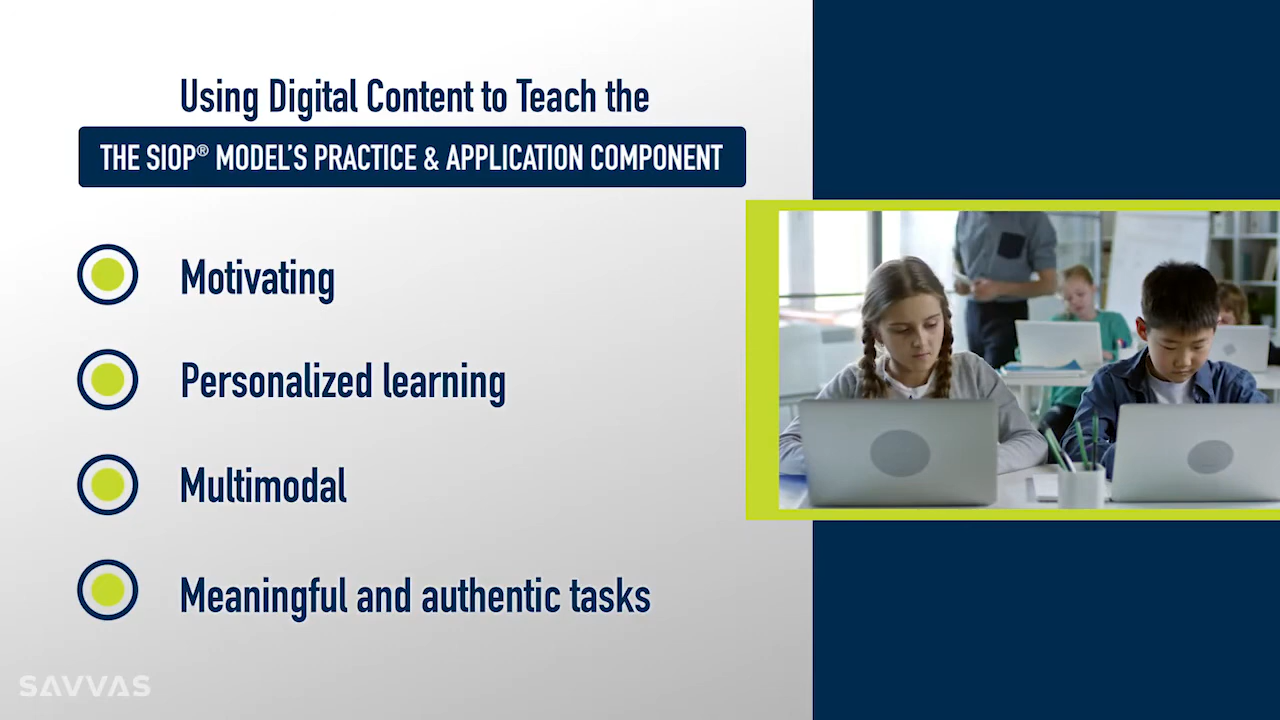 Using Digital Content to Teach the
THE SIOP® MODEL'S PRACTICE & APPLICATION COMPONENT
Motivating
Personalized learning
Multimodal
Meaningful and authentic tasks
SAVVAS